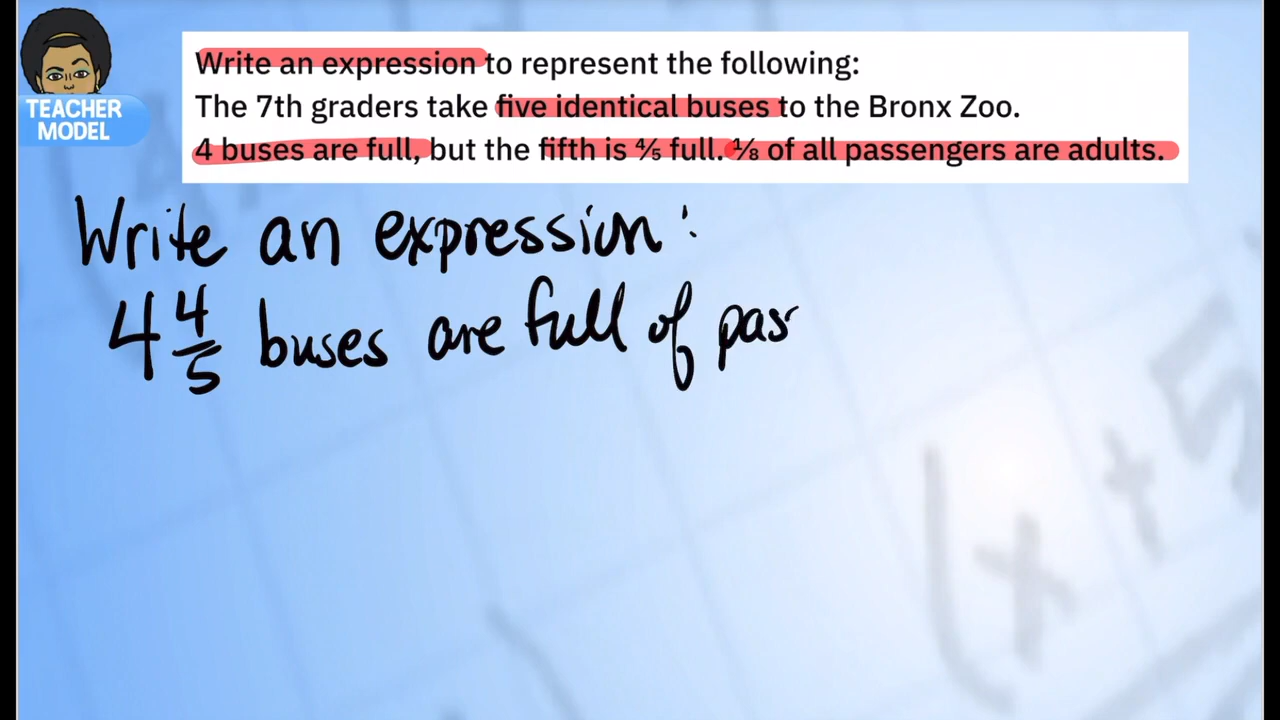 TEACHER
MODEL
Write an expression to represent the following:
The 7th graders take five identical buses to the Bronx Zoo.
4 buses are full, but the fifth is ⅘ full. ⅛ of all passengers are adults.
Write an expression:
4 4/5 buses are full of pas
(x+5